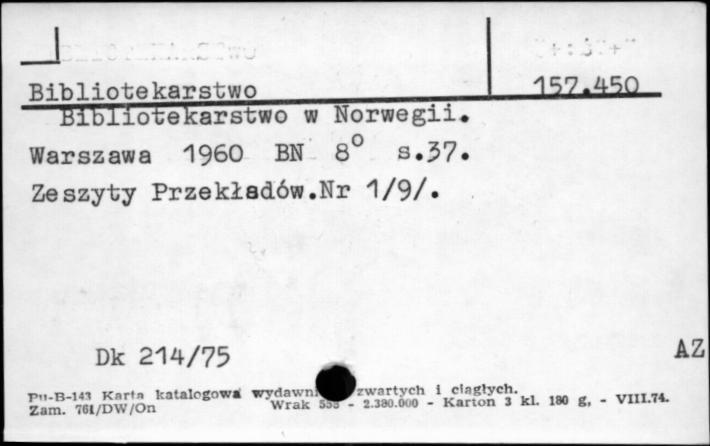 Bibliotekarstwo 157.450
Bibliotekarstwo w Norwegii.
Warszawa 1960 BN 8° s.37.
Zeszyty Przekładów.Nr 1/9/.
Dk 214/75
AZ
Pu-B-143 Karta katalogowa zwartych i ciągłych.
Zam. 761/DW/On Wrak 555 - 2.380.000 - Karton 3 kl. 180 g, - VIII.74.